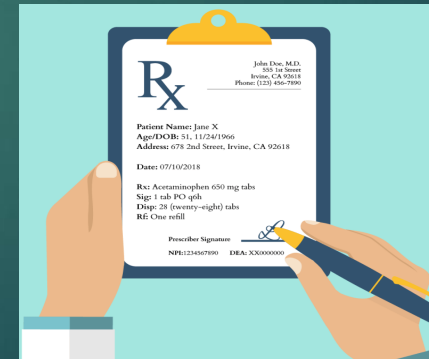 Rx
John Doe, M.D.
555 1st Street
Irvine, CA 92618
Phone: (123) 456-7890
Patient Name: Jane X
Age/DOB: 51, 11/24/1966
Address: 678 2nd Street, Irvine, CA 92618
Date: 07/10/2018
Rx: Acetaminophen 650 mg tabs
Sig: 1 tab PO q6h
Disp: 28 (twenty-eight) tabs
Rf: One refill
Prescriber Signature
NPI:1234567890 DEA: XX0000000